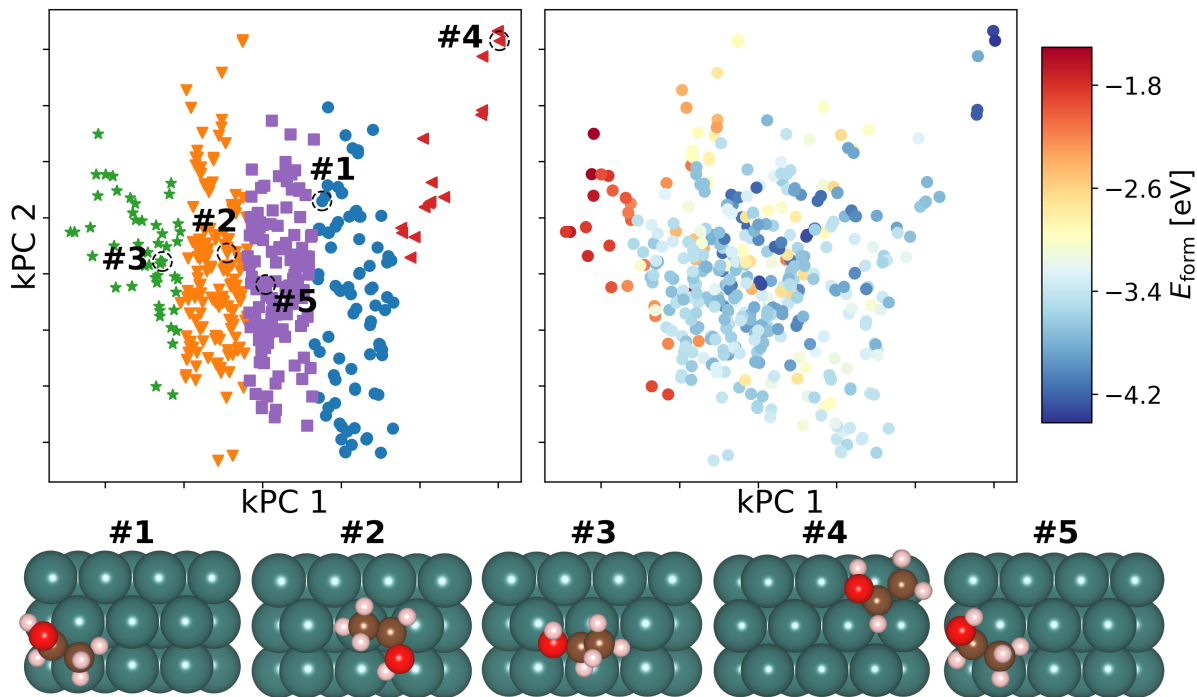 #4
#1
#2
#3
#5
kPC 2
kPC 1
kPC 1
−1.8
−2.6
−3.4
−4.2
E_form [eV]
#1 #2 #3 #4 #5